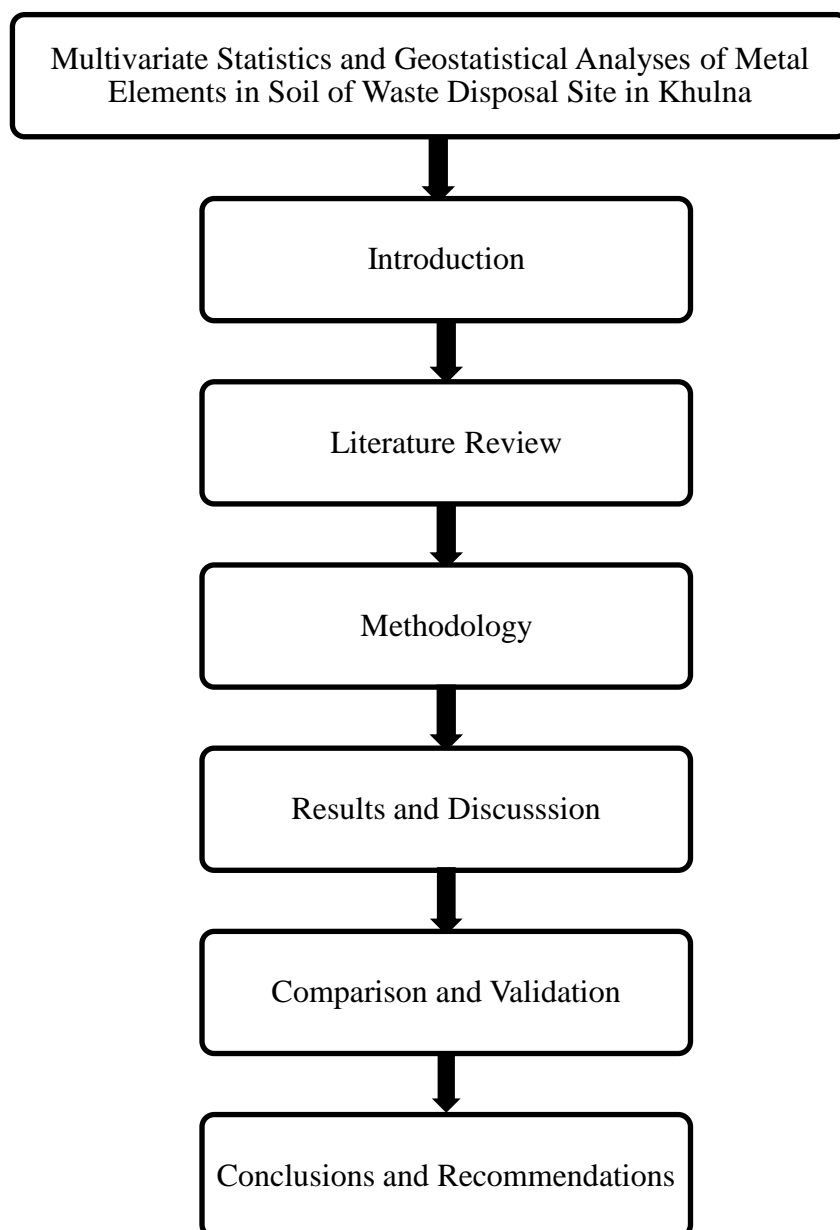 Multivariate Statistics and Geostatistical Analyses of Metal
Elements in Soil of Waste Disposal Site in Khulna
Introduction
Literature Review
Methodology
Results and Discusssion
Comparison and Validation
Conclusions and Recommendations